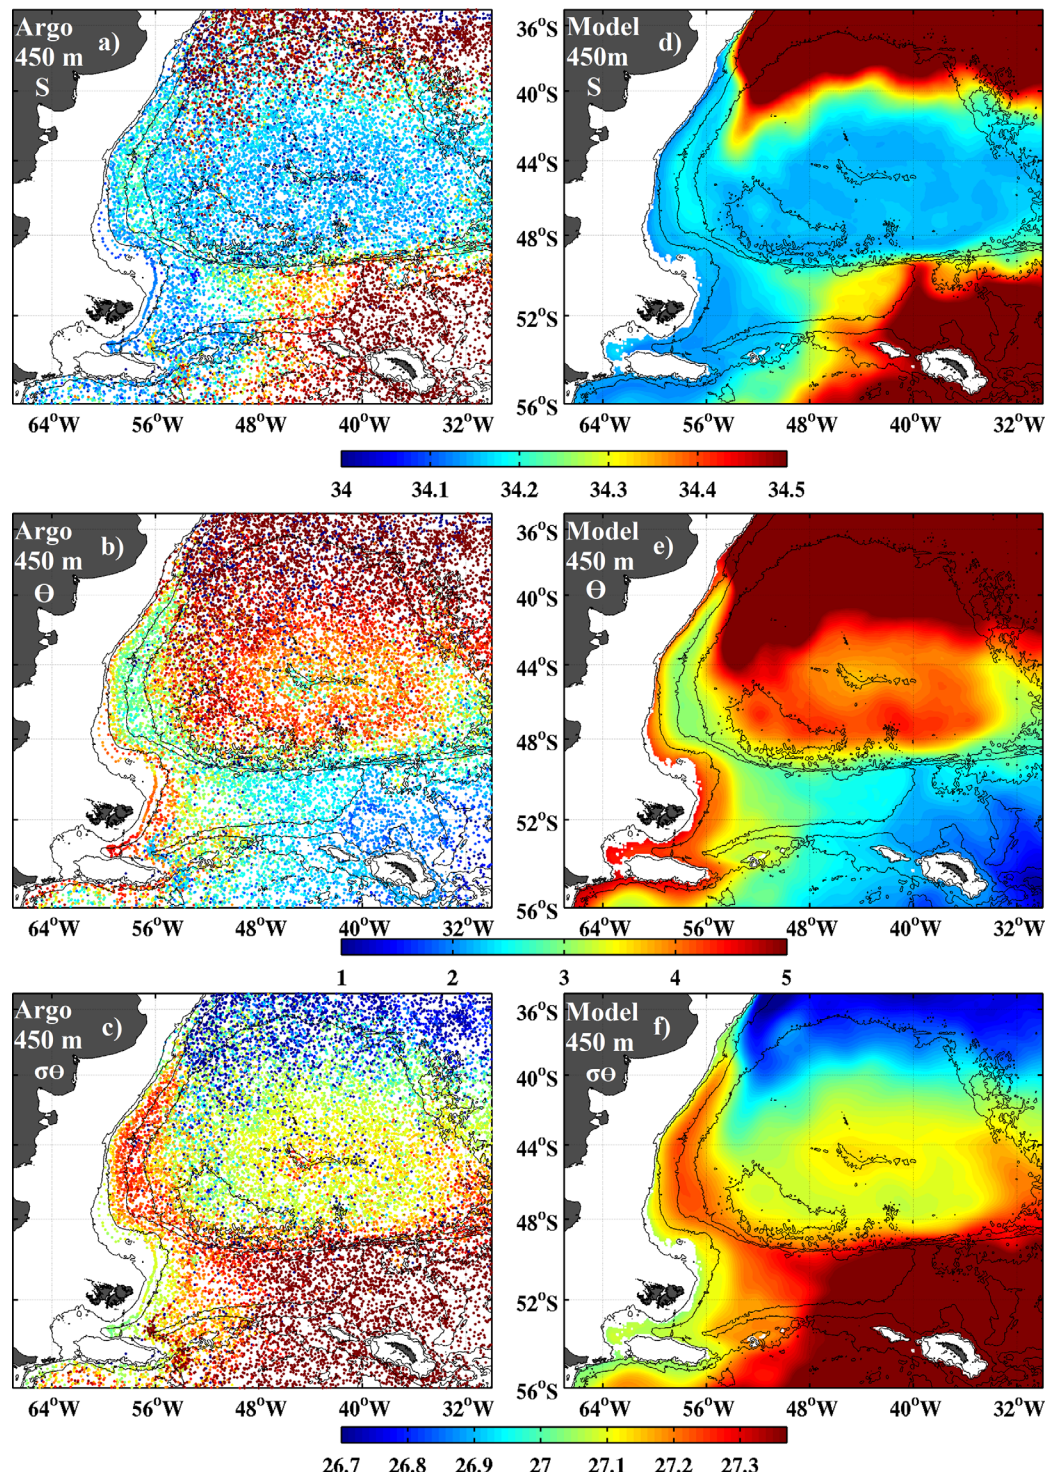 Argo
450 m
S
a)
Model
450m
S
d)
36°S
40°S
44°S
48°S
52°S
56°S
64°W 56°W 48°W 40°W 32°W
64°W 56°W 48°W 40°W 32°W
34 34.1 34.2 34.3 34.4 34.5
Argo
450 m
Θ
b)
Model
450 m
Θ
e)
36°S
40°S
44°S
48°S
52°S
56°S
64°W 56°W 48°W 40°W 32°W
64°W 56°W 48°W 40°W 32°W
1 2 3 4 5
Argo
450 m
σΘ
c)
Model
450 m
σΘ
f)
36°S
40°S
44°S
48°S
52°S
56°S
64°W 56°W 48°W 40°W 32°W
64°W 56°W 48°W 40°W 32°W
26.7 26.8 26.9 27 27.1 27.2 27.3